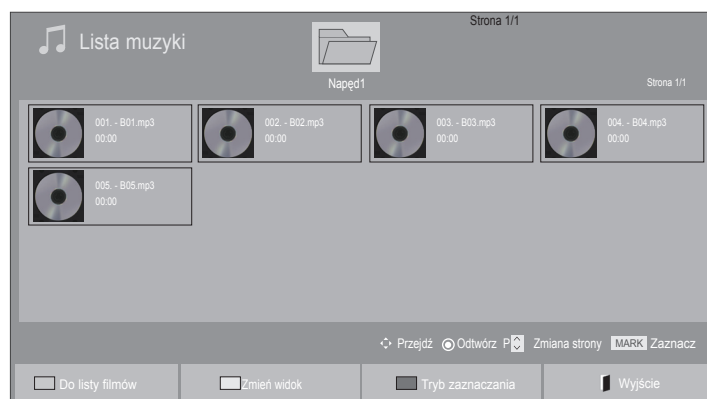 Strona 1/1
Lista muzyki
Napęd1
Strona 1/1
001. - B01.mp3
00:00
002. - B02.mp3
00:00
003. - B03.mp3
00:00
004. - B04.mp3
00:00
005. - B05.mp3
00:00
Przejdź Odtwórz P Zmiana strony MARK Zaznacz
Do listy filmów Zmień widok Tryb zaznaczania Wyjście